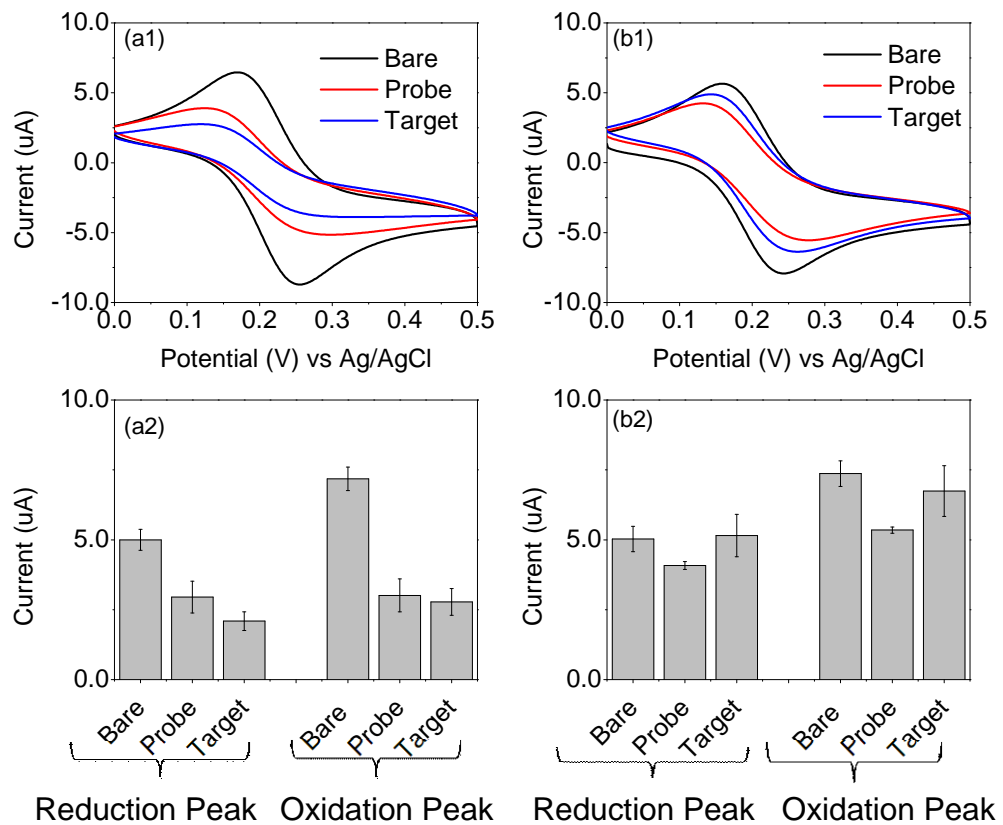 (a1)
Bare
Probe
Target
10.0
5.0
0.0
-5.0
-10.0
Current (uA)
0.0 0.1 0.2 0.3 0.4 0.5
Potential (V) vs Ag/AgCl
(b1)
Bare
Probe
Target
10.0
5.0
0.0
-5.0
-10.0
Current (uA)
0.0 0.1 0.2 0.3 0.4 0.5
Potential (V) vs Ag/AgCl
(a2)
10.0
5.0
0.0
Current (uA)
Bare Probe Target Bare Probe Target
Reduction Peak Oxidation Peak
(b2)
10.0
5.0
0.0
Current (uA)
Bare Probe Target Bare Probe Target
Reduction Peak Oxidation Peak